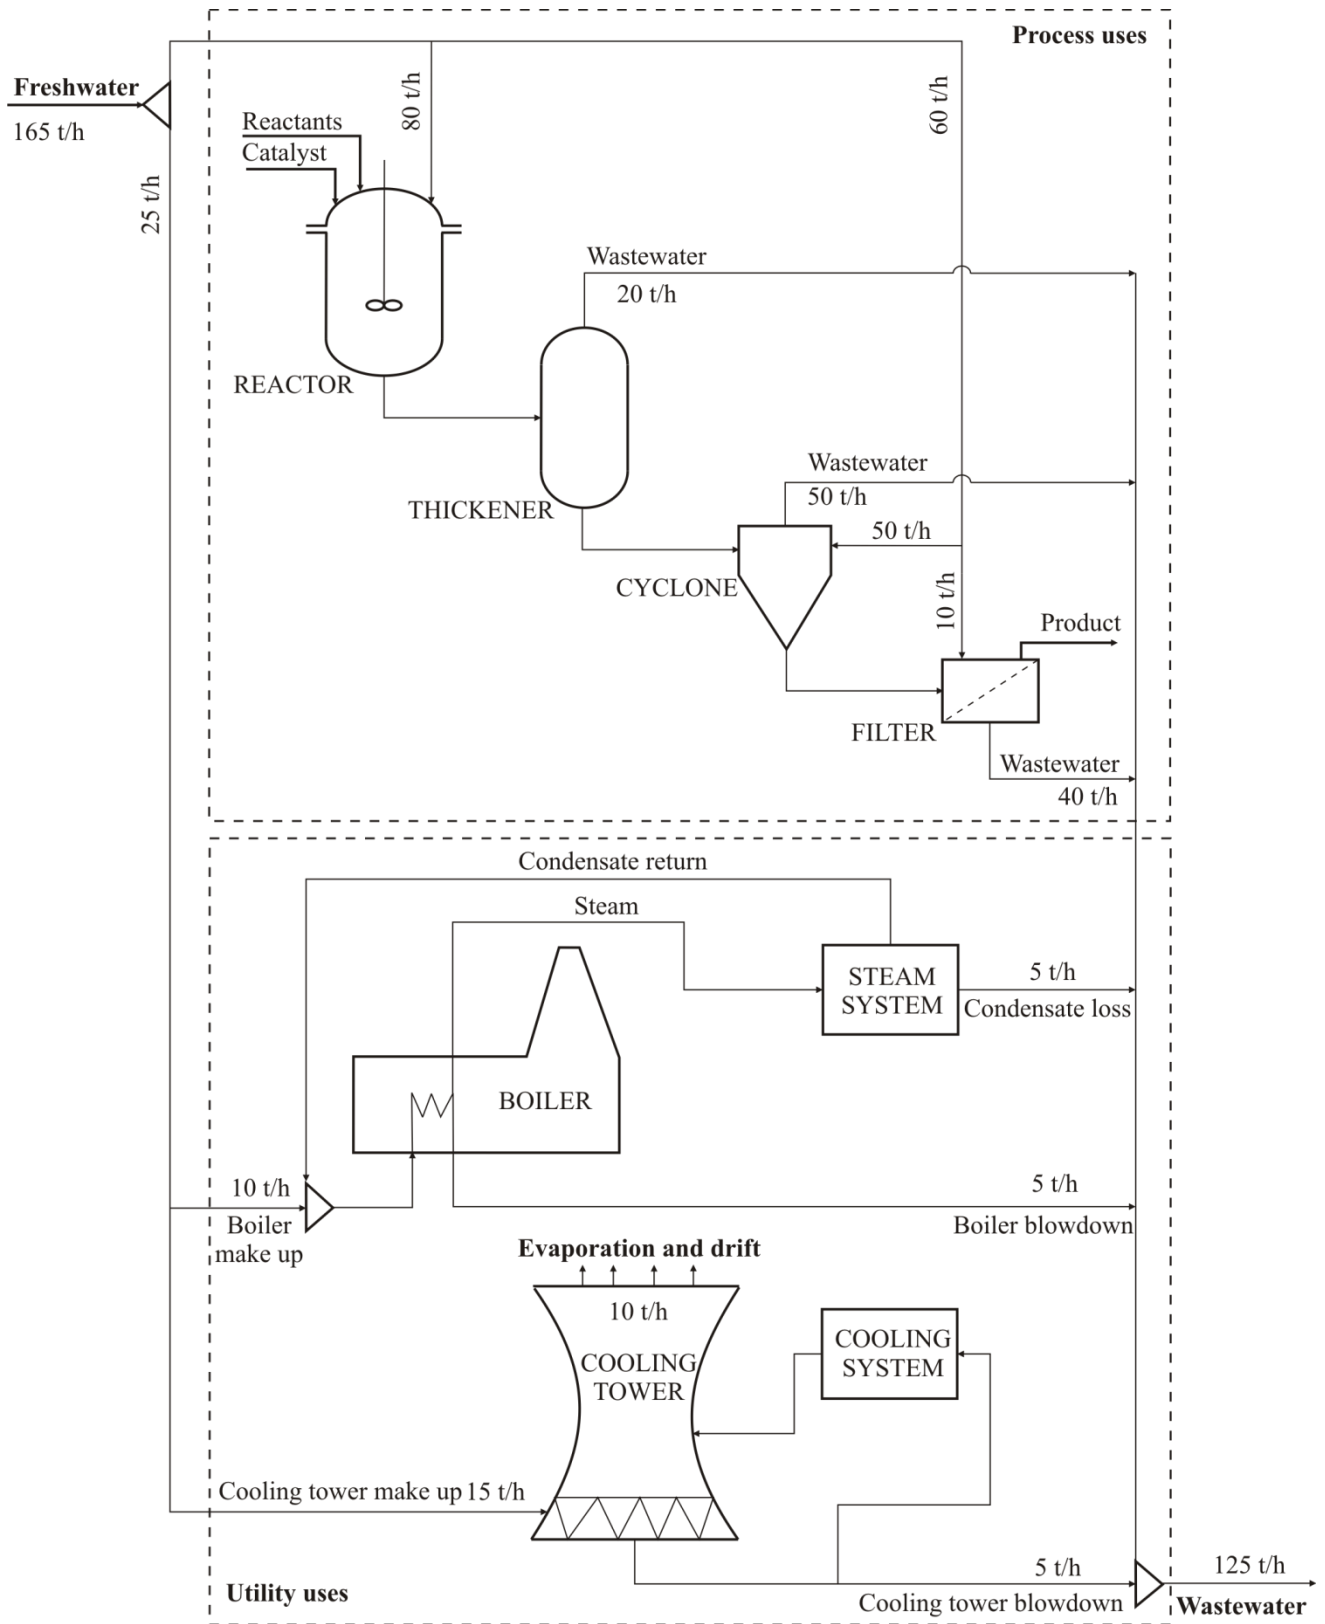 Process uses
Freshwater
165 t/h
80 t/h
60 t/h
Reactants
Catalyst
25 t/h
Wastewater
20 t/h
REACTOR
Wastewater
50 t/h
THICKENER
50 t/h
CYCLONE
10 t/h
Product
FILTER
Wastewater
40 t/h
Condensate return
Steam
STEAM
SYSTEM
5 t/h
Condensate loss
BOILER
10 t/h
Boiler
make up
5 t/h
Boiler blowdown
Evaporation and drift
10 t/h
COOLING
TOWER
COOLING
SYSTEM
Cooling tower make up 15 t/h
5 t/h
Cooling tower blowdown
125 t/h
Wastewater
Utility uses